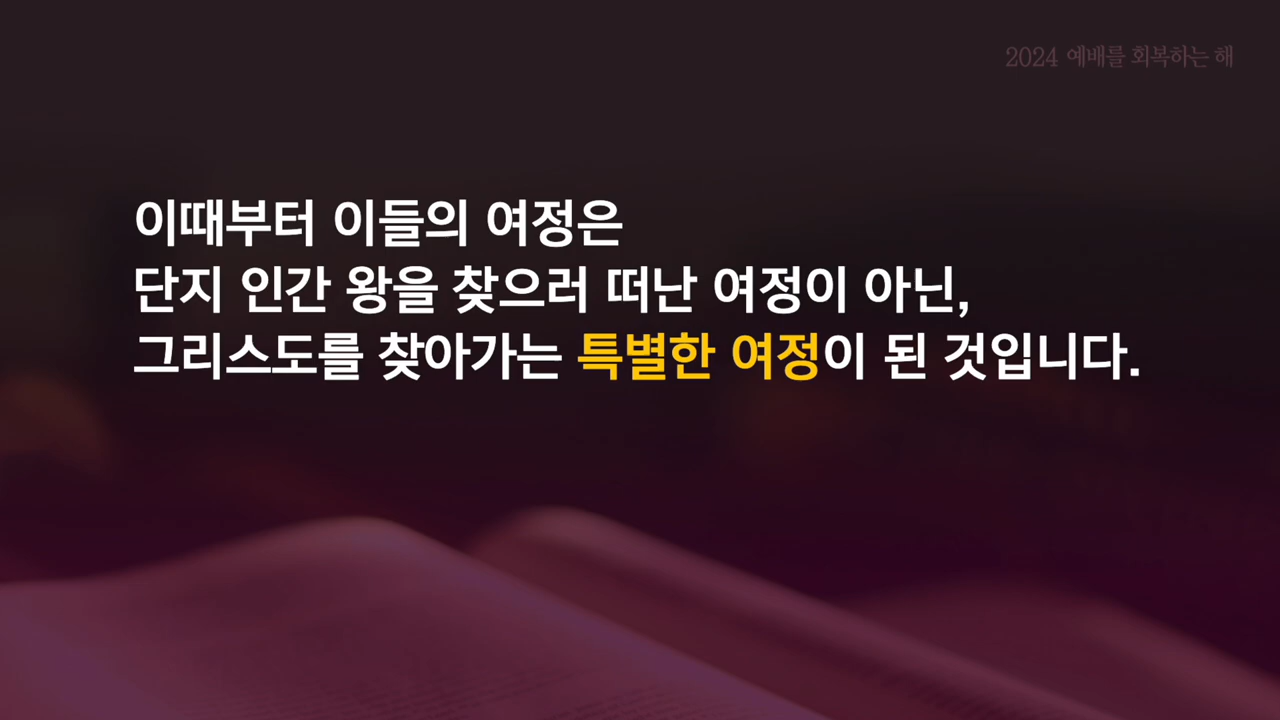 2024 예배를 회복하는 해
이때부터 이들의 여정은
단지 인간 왕을 찾으러 떠난 여정이 아닌,
그리스도를 찾아가는 특별한 여정이 된 것입니다.